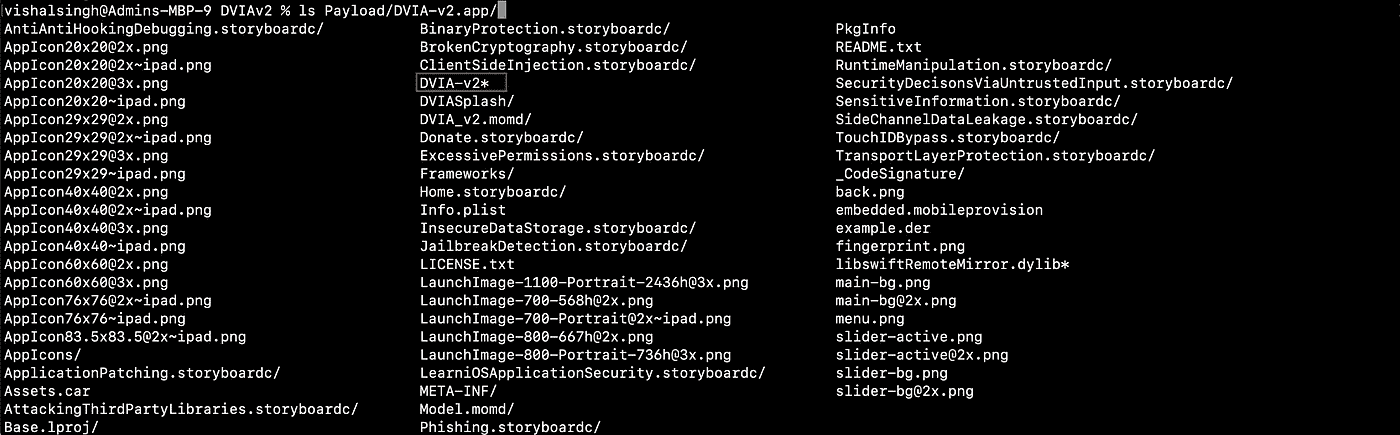 vishalsingh@Admins-MBP-9 DVIAv2 % ls Payload/DVIA-v2.app/
AntiAntiHookingDebugging.storyboardc/ BinaryProtection.storyboardc/ PkgInfo
AppIcon20x20@2x.png BrokenCryptography.storyboardc/ README.txt
AppIcon20x20@2x~ipad.png ClientSideInjection.storyboardc/ RuntimeManipulation.storyboardc/
AppIcon20x20@3x.png DVIA-v2* SecurityDecisonsViaUntrustedInput.storyboardc/
AppIcon20x20~ipad.png DVIASplash/ SensitiveInformation.storyboardc/
AppIcon29x29@2x.png DVIA_v2.momd/ SideChannelDataLeakage.storyboardc/
AppIcon29x29@2x~ipad.png Donate.storyboardc/ TouchIDBypass.storyboardc/
AppIcon29x29@3x.png ExcessivePermissions.storyboardc/ TransportLayerProtection.storyboardc/
AppIcon29x29~ipad.png Frameworks/ _CodeSignature/
AppIcon40x40@2x.png Home.storyboardc/ back.png
AppIcon40x40@2x~ipad.png Info.plist embedded.mobileprovision
AppIcon40x40@3x.png InsecureDataStorage.storyboardc/ example.der
AppIcon40x40~ipad.png JailbreakDetection.storyboardc/ fingerprint.png
AppIcon60x60@2x.png LICENSE.txt libswiftRemoteMirror.dylib*
AppIcon60x60@3x.png LaunchImage-1100-Portrait-2436h@3x.png main-bg.png
AppIcon76x76@2x~ipad.png LaunchImage-700-568h@2x.png main-bg@2x.png
AppIcon76x76~ipad.png LaunchImage-700-Portrait@2x~ipad.png menu.png
AppIcon83.5x83.5@2x~ipad.png LaunchImage-800-667h@2x.png slider-active.png
AppIcons/ LaunchImage-800-Portrait-736h@3x.png slider-active@2x.png
ApplicationPatching.storyboardc/ LearniOSApplicationSecurity.storyboardc/ slider-bg.png
Assets.car META-INF/ slider-bg@2x.png
AttackingThirdPartyLibraries.storyboardc/ Model.momd/
Base.lproj/ Phishing.storyboardc/